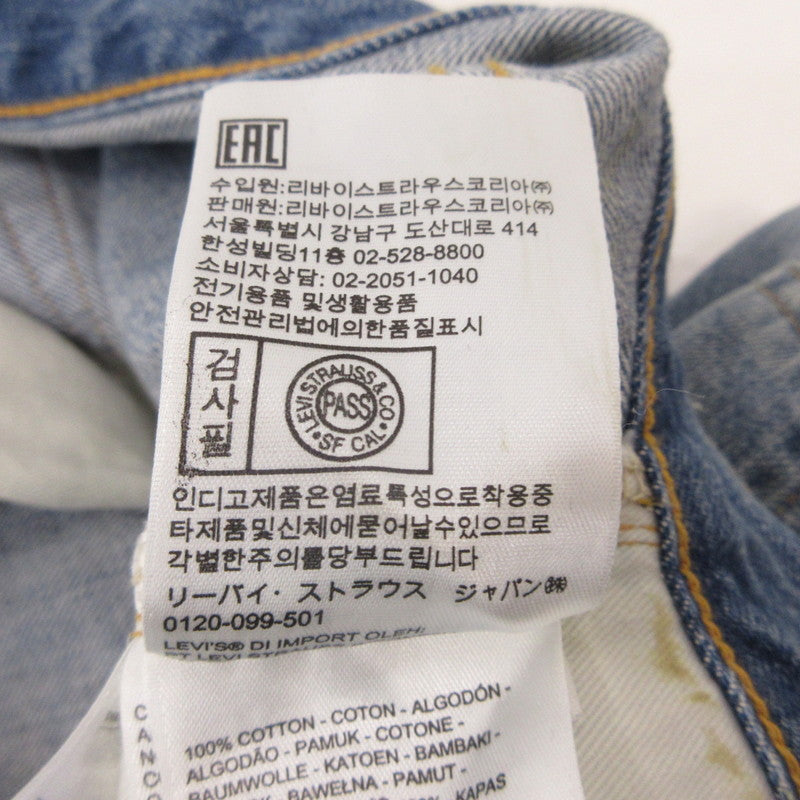 EAC
수입원:리바이스트라우스코리아㈜
판매원:리바이스트라우스코리아㈜
서울특별시 강남구 도산대로 414
한성빌딩11층 02-528-8800
소비자상담: 02-2051-1040
전기용품 및생활용품
안전관리법에의한품질표시
검사필
LEVI STRAUSS & CO
PASS
SF CAL
인디고제품은염료특성으로착용중
타제품및신체에묻어날수있으므로
각별한주의를당부드립니다
リーバイ・ストラウス ジャパン㈱
0120-099-501
LEVI'S® DI IMPORT OLEH:
PT LEVI STRAUSS
100% COTTON - COTON - ALGODÓN -
ALGODÃO - PAMUK - COTONE -
BAUMWOLLE - KATOEN - BAMBAKI -
BAWEŁNA - PAMUT -
KAPAS